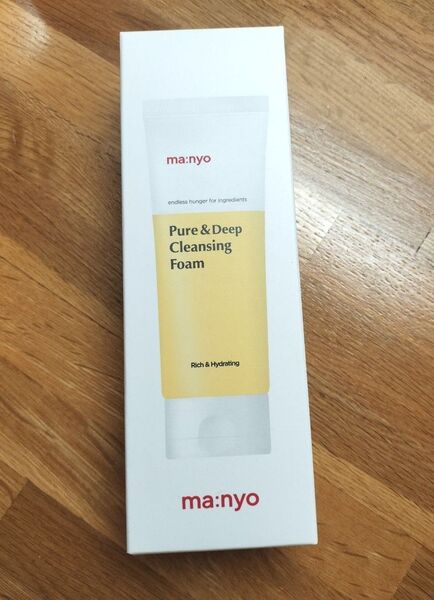 ma:nyo
endless hunger for ingredients
Pure & Deep
Cleansing
Foam
Rich & Hydrating
ma:nyo